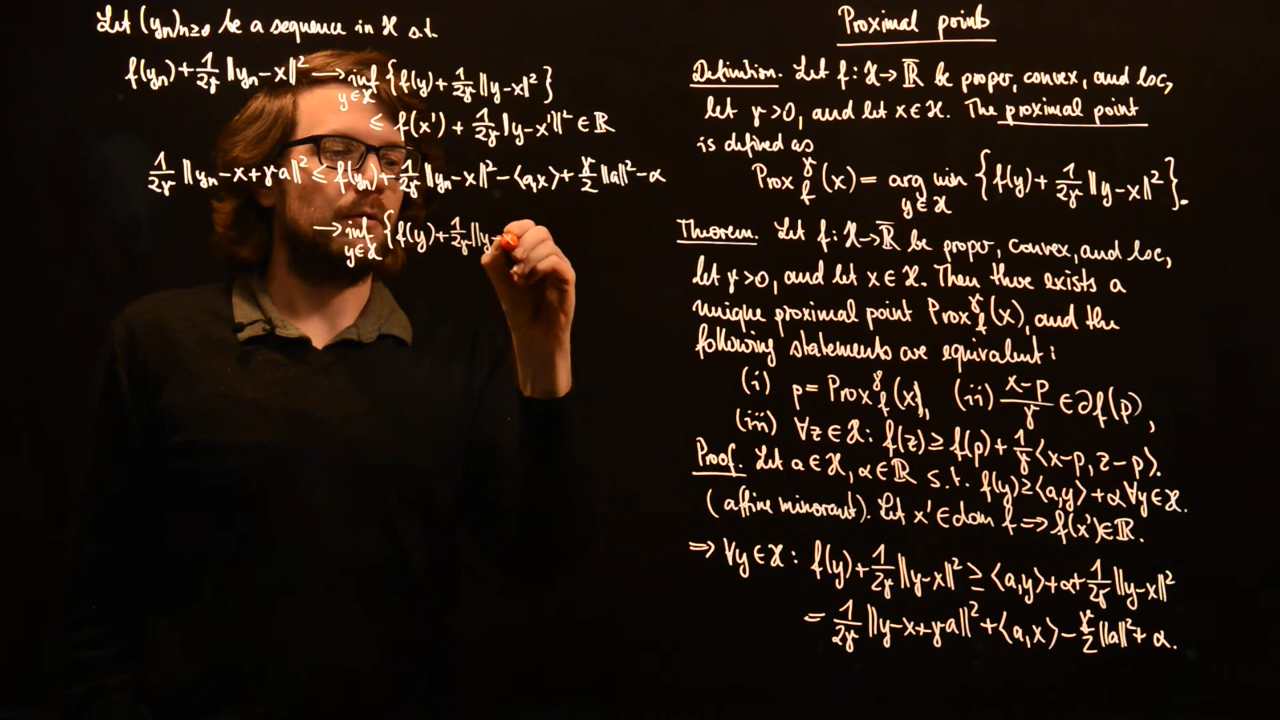 Let (yₙ)ₙ≥₀ be a sequence in ℋ s.t.
f(yₙ)+1/2γ ‖yₙ-x‖² → inf y∈ℋ {f(y)+1/2γ‖y-x‖²}
≤ f(x')+1/2γ‖y-x'‖² ∈ ℝ
1/2γ ‖yₙ-x+γa‖² ≤ f(yₙ)+1/2γ‖yₙ-x‖²-⟨a,x⟩+γ/2‖a‖²-α
→ inf y∈ℋ {f(y)+1/2γ‖y-
Proximal points
Definition. Let f: ℋ→ℝ̄ be proper, convex, and lsc,
let γ>0, and let x∈ℋ. The proximal point
is defined as
Prox^γ_f(x) = arg min y∈ℋ {f(y)+1/2γ‖y-x‖²}.
Theorem. Let f: ℋ→ℝ̄ be proper, convex, and lsc,
let γ>0, and let x∈ℋ. Then there exists a
unique proximal point Prox^γ_f(x), and the
following statements are equivalent:
(i) p=Prox^γ_f(x), (ii) x-p/γ ∈ ∂f(p),
(iii) ∀z∈ℋ: f(z)≥f(p)+1/γ⟨x-p,z-p⟩.
Proof. Let a∈ℋ, α∈ℝ s.t. f(y)≥⟨a,y⟩+α ∀y∈ℋ.
(affine minorant). Let x'∈dom f ⇒ f(x')∈ℝ.
⇒ ∀y∈ℋ: f(y)+1/2γ‖y-x‖² ≥ ⟨a,y⟩+α+1/2γ‖y-x‖²
= 1/2γ‖y-x+γa‖²+⟨a,x⟩-γ/2‖a‖²+α.